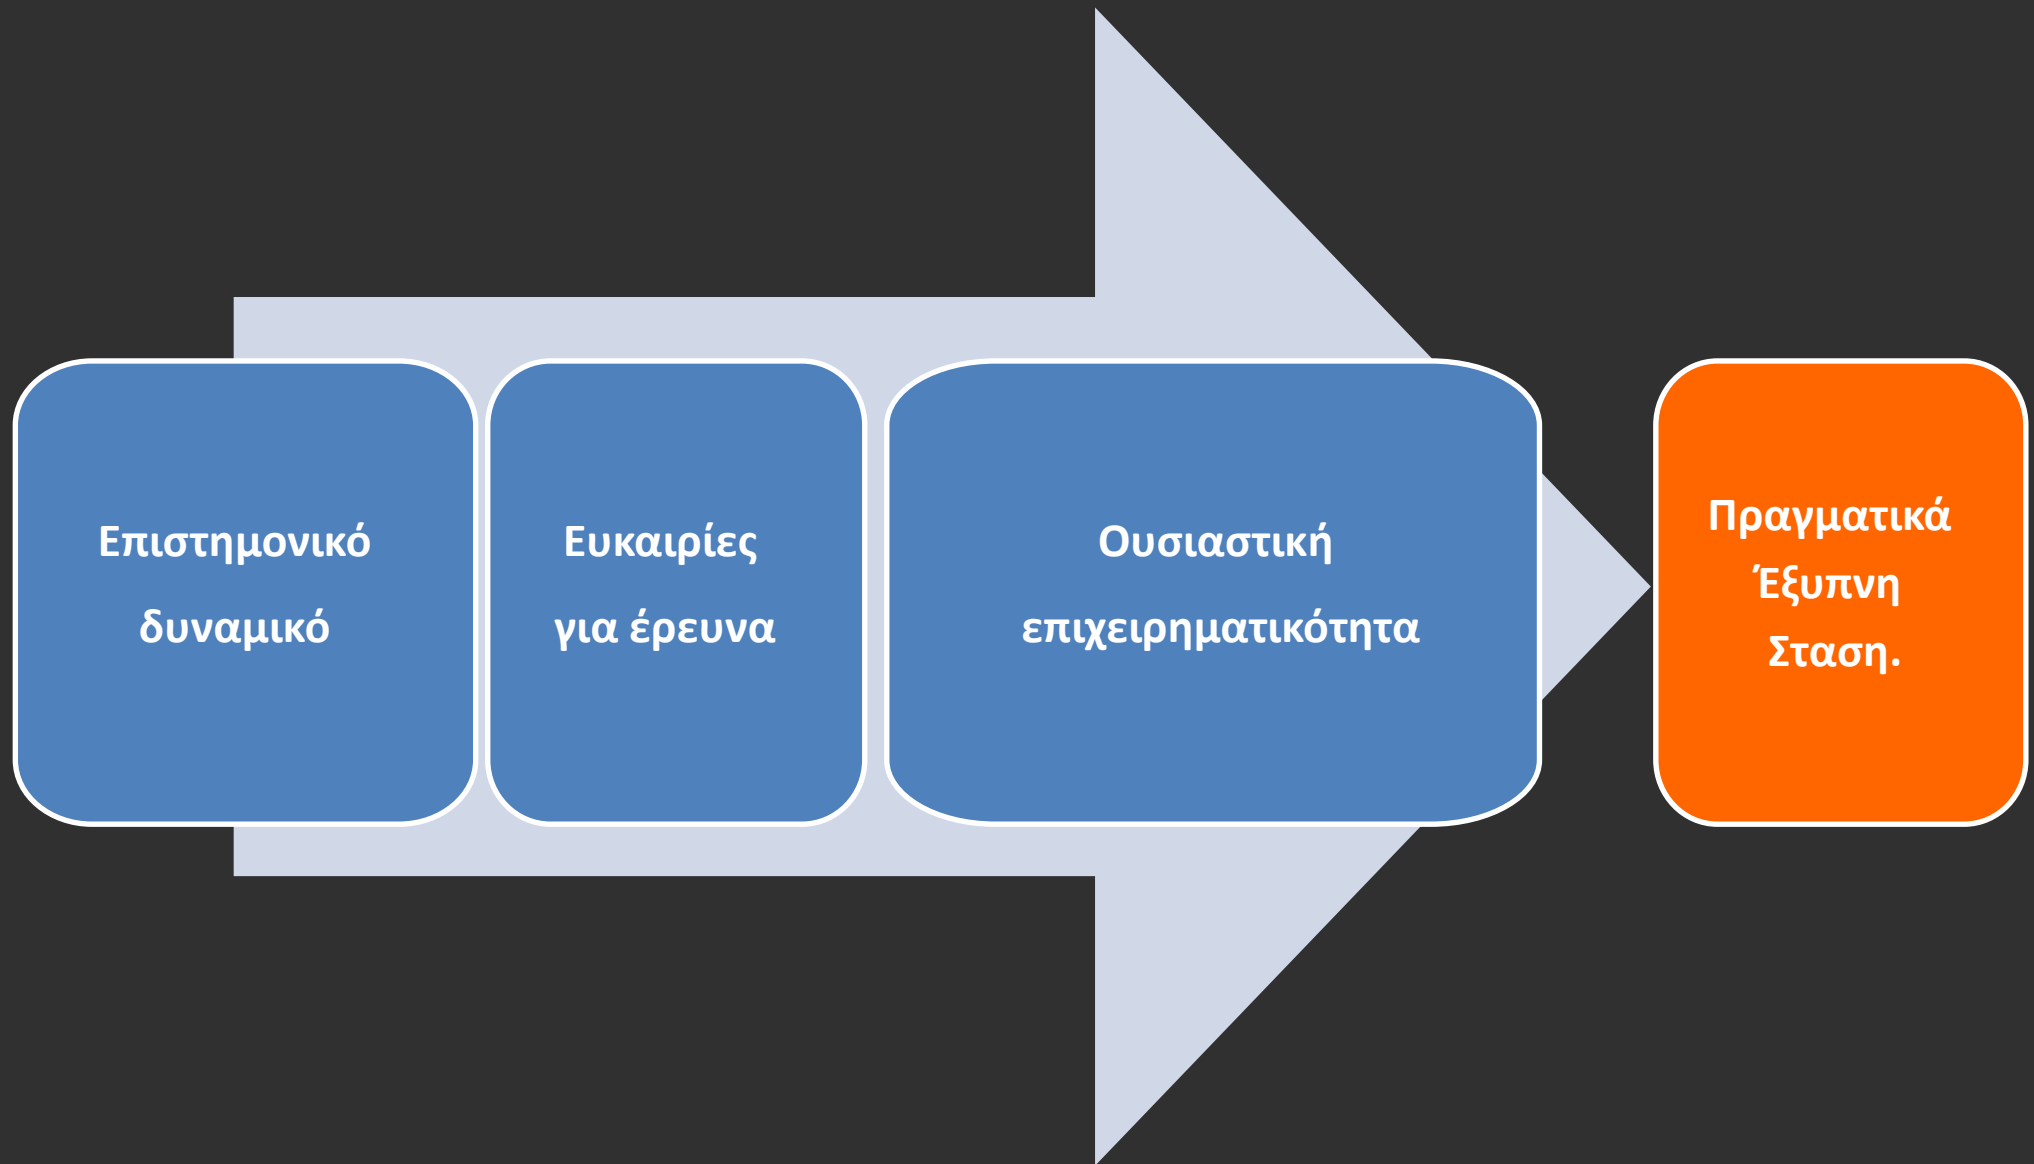 Επιστημονικό
δυναμικό
Ευκαιρίες
για έρευνα
Ουσιαστική
επιχειρηματικότητα
Πραγματικά
Έξυπνη
Σταση.